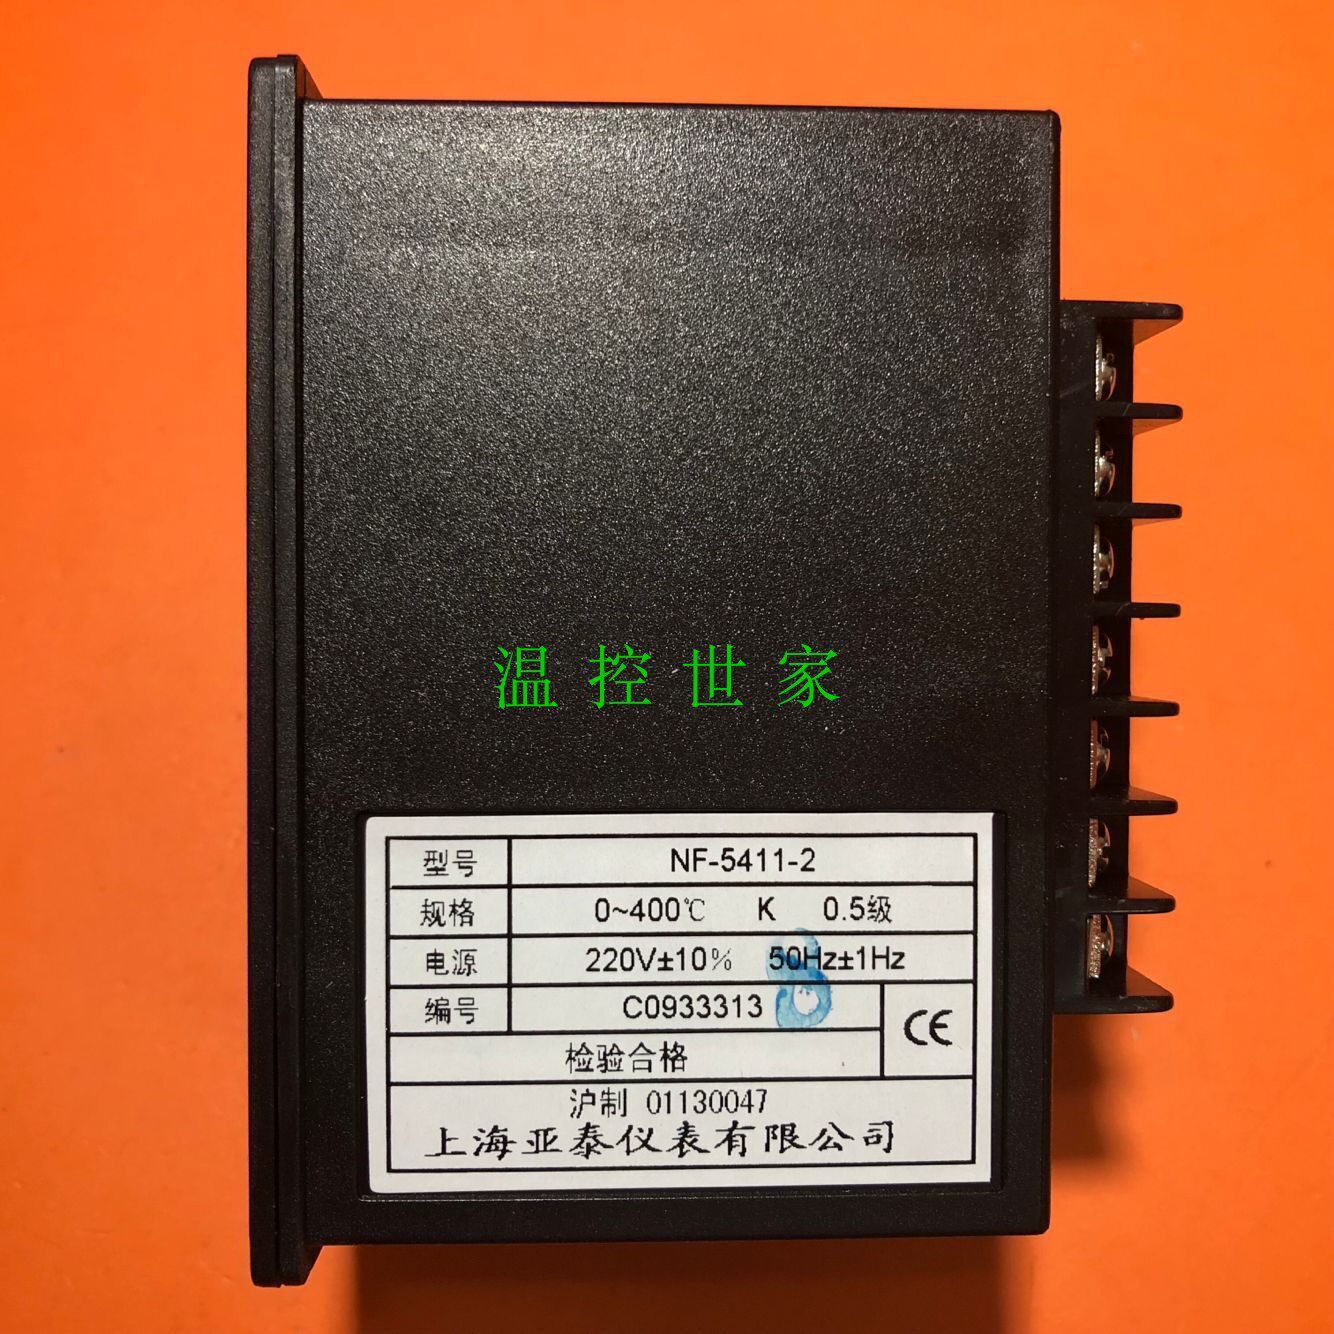 温控世家
型号 NF-5411-2
规格 0~400℃ K 0.5级
电源 220V±10% 50Hz±1Hz
编号 C0933313
CE
检验合格
沪制 01130047
上海亚泰仪表有限公司